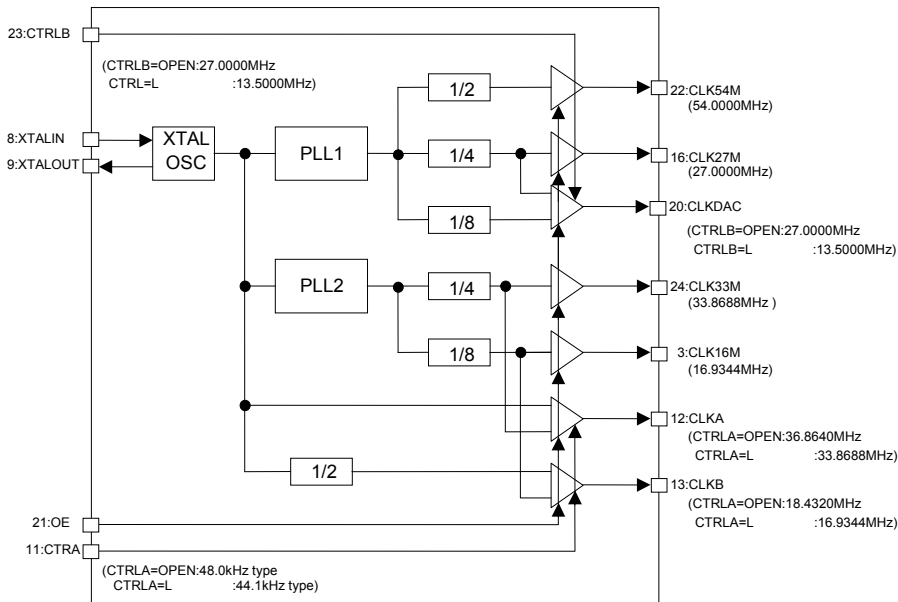 23:CTRLB
(CTRLB=OPEN:27.0000MHz
CTRL=L :13.5000MHz)
1/2
22:CLK54M
(54.0000MHz)
8:XTALIN
9:XTALOUT
XTAL
OSC
PLL1
1/4
16:CLK27M
(27.0000MHz)
1/8
20:CLKDAC
(CTRLB=OPEN:27.0000MHz
CTRLB=L :13.5000MHz)
PLL2
1/4
24:CLK33M
(33.8688MHz )
1/8
3:CLK16M
(16.9344MHz)
12:CLKA
(CTRLA=OPEN:36.8640MHz
CTRLA=L :33.8688MHz)
1/2
13:CLKB
(CTRLA=OPEN:18.4320MHz
CTRLA=L :16.9344MHz)
21:OE
11:CTRA
(CTRLA=OPEN:48.0kHz type
CTRLA=L :44.1kHz type)